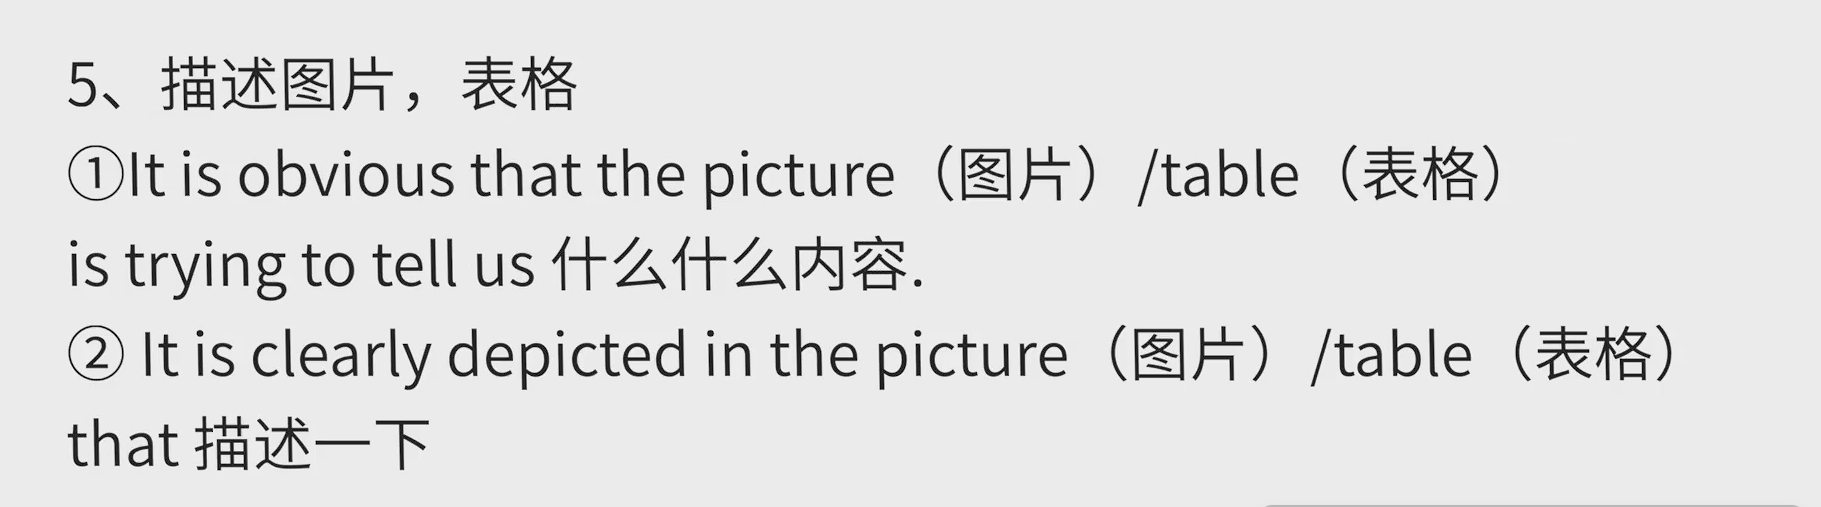 5、描述图片，表格
①It is obvious that the picture（图片）/table（表格）
is trying to tell us 什么什么内容.
② It is clearly depicted in the picture（图片）/table（表格）
that 描述一下